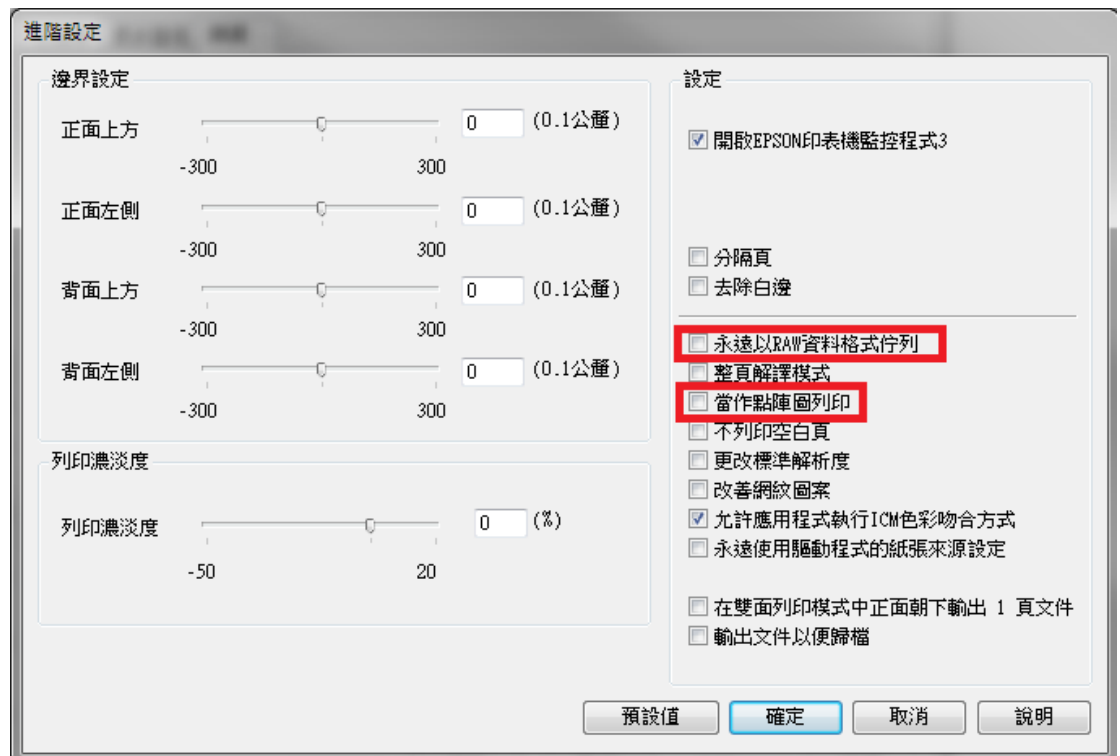 進階設定
邊界設定
正面上方 0 (0.1公釐)
-300 300
正面左側 0 (0.1公釐)
-300 300
背面上方 0 (0.1公釐)
-300 300
背面左側 0 (0.1公釐)
-300 300
列印濃淡度
列印濃淡度 0 (%)
-50 20
設定
開啟EPSON印表機監控程式3
分隔頁
去除白邊
永遠以RAW資料格式佇列
整頁解譯模式
當作點陣圖列印
不列印空白頁
更改標準解析度
改善網紋圖案
允許應用程式執行ICM色彩吻合方式
永遠使用驅動程式的紙張來源設定
在雙面列印模式中正面朝下輸出 1 頁文件
輸出文件以便歸檔
預設值 確定 取消 說明